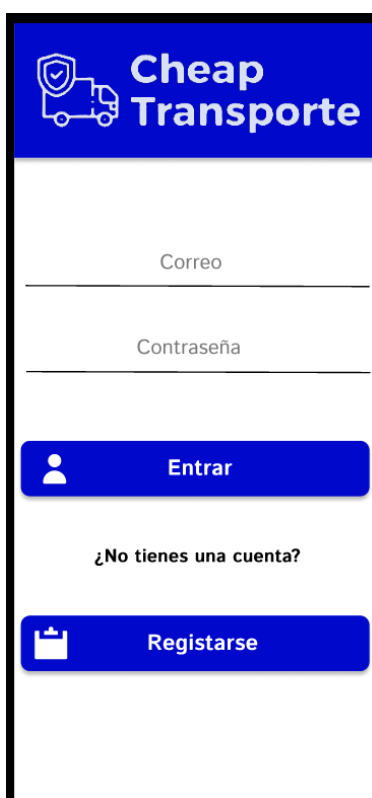 Cheap
Transporte
Correo
Contraseña
Entrar
¿No tienes una cuenta?
Registarse